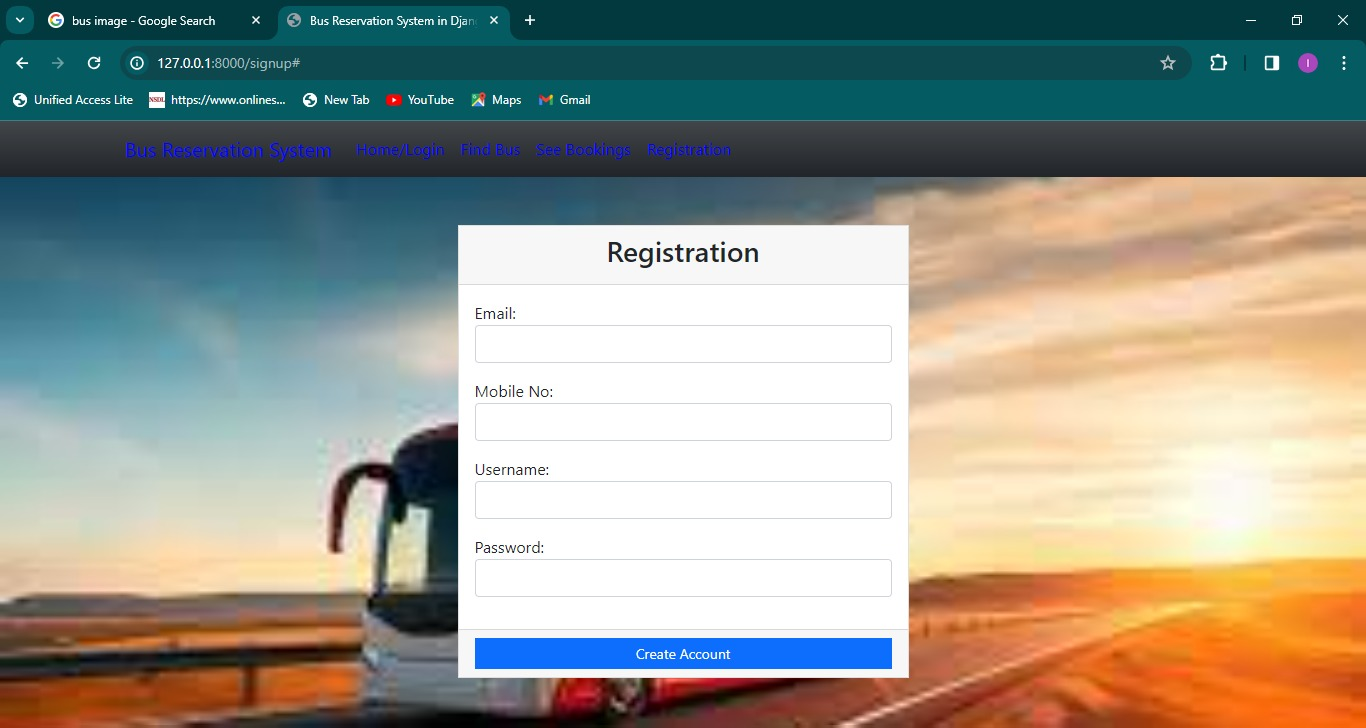 bus image - Google Search
Bus Reservation System in Djan
127.0.0.1:8000/signup#
I
Unified Access Lite
NSDL
https://www.onlines...
New Tab
YouTube
Maps
Gmail
Bus Reservation System
Home/Login
Find Bus
See Bookings
Registration
Registration
Email:
Mobile No:
Username:
Password:
Create Account